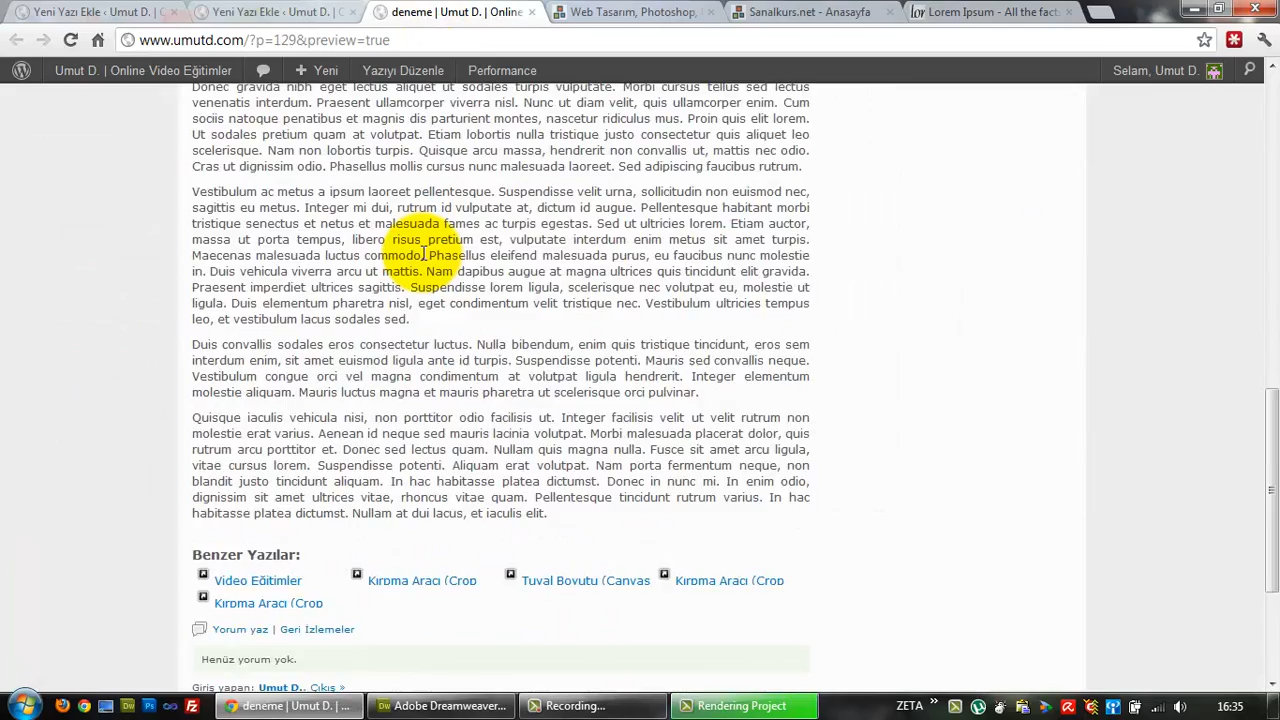 Yeni Yazı Ekle ‹ Umut D. | C
Yeni Yazı Ekle ‹ Umut D. | C
deneme | Umut D. | Online
Web Tasarım, Photoshop,
Sanalkurs.net - Anasayfa
Lorem Ipsum - All the fact
www.umutd.com/?p=129&preview=true
Umut D. | Online Video Eğitimler
Yeni
Yazıyı Düzenle
Performance
Selam, Umut D.
Donec gravida nibh eget lectus aliquet ut sodales turpis vulputate. Morbi cursus tellus sed lectus
venenatis interdum. Praesent ullamcorper viverra nisl. Nunc ut diam velit, quis ullamcorper enim. Cum
sociis natoque penatibus et magnis dis parturient montes, nascetur ridiculus mus. Proin quis elit lorem.
Ut sodales pretium quam at volutpat. Etiam lobortis nulla tristique justo consectetur quis aliquet leo
scelerisque. Nam non lobortis turpis. Quisque arcu massa, hendrerit non convallis ut, mattis nec odio.
Cras ut dignissim odio. Phasellus mollis cursus nunc malesuada laoreet. Sed adipiscing faucibus rutrum.
Vestibulum ac metus a ipsum laoreet pellentesque. Suspendisse velit urna, sollicitudin non euismod nec,
sagittis eu metus. Integer mi dui, rutrum id vulputate at, dictum id augue. Pellentesque habitant morbi
tristique senectus et netus et malesuada fames ac turpis egestas. Sed ut ultricies lorem. Etiam auctor,
massa ut porta tempus, libero risus pretium est, vulputate interdum enim metus sit amet turpis.
Maecenas malesuada luctus commodo. Phasellus eleifend malesuada purus, eu faucibus nunc molestie
in. Duis vehicula viverra arcu ut mattis. Nam dapibus augue at magna ultrices quis tincidunt elit gravida.
Praesent imperdiet ultrices sagittis. Suspendisse lorem ligula, scelerisque nec volutpat eu, molestie ut
ligula. Duis elementum pharetra nisl, eget condimentum velit tristique nec. Vestibulum ultricies tempus
leo, et vestibulum lacus sodales sed.
Duis convallis sodales eros consectetur luctus. Nulla bibendum, enim quis tristique tincidunt, eros sem
interdum enim, sit amet euismod ligula ante id turpis. Suspendisse potenti. Mauris sed convallis neque.
Vestibulum congue orci vel magna condimentum at volutpat ligula hendrerit. Integer elementum
molestie aliquam. Mauris luctus magna et mauris pharetra ut scelerisque orci pulvinar.
Quisque iaculis vehicula nisi, non porttitor odio facilisis ut. Integer facilisis velit ut velit rutrum non
molestie erat varius. Aenean id neque sed mauris lacinia volutpat. Morbi malesuada placerat dolor, quis
rutrum arcu porttitor et. Donec sed lectus quam. Nullam quis magna nulla. Fusce sit amet arcu ligula,
vitae cursus lorem. Suspendisse potenti. Aliquam erat volutpat. Nam porta fermentum neque, non
blandit justo tincidunt aliquam. In hac habitasse platea dictumst. Donec in nunc mi. In enim odio,
dignissim sit amet ultrices vitae, rhoncus vitae quam. Pellentesque tincidunt rutrum varius. In hac
habitasse platea dictumst. Nullam at dui lacus, et iaculis elit.
Benzer Yazılar:
Video Eğitimler
Kırpma Aracı (Crop
Tuval Boyutu (Canvas
Kırpma Aracı (Crop
Kırpma Aracı (Crop
Yorum yaz | Geri İzlemeler
Henüz yorum yok.
Giriş yapan: Umut D.. Çıkış »
deneme | Umut D. | ...
Adobe Dreamweaver...
Recording...
Rendering Project
ZETA
16:35